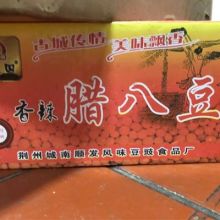 古城传情 美味飘香
香辣 腊八豆
荆州城南顺发风味豆豉食品厂